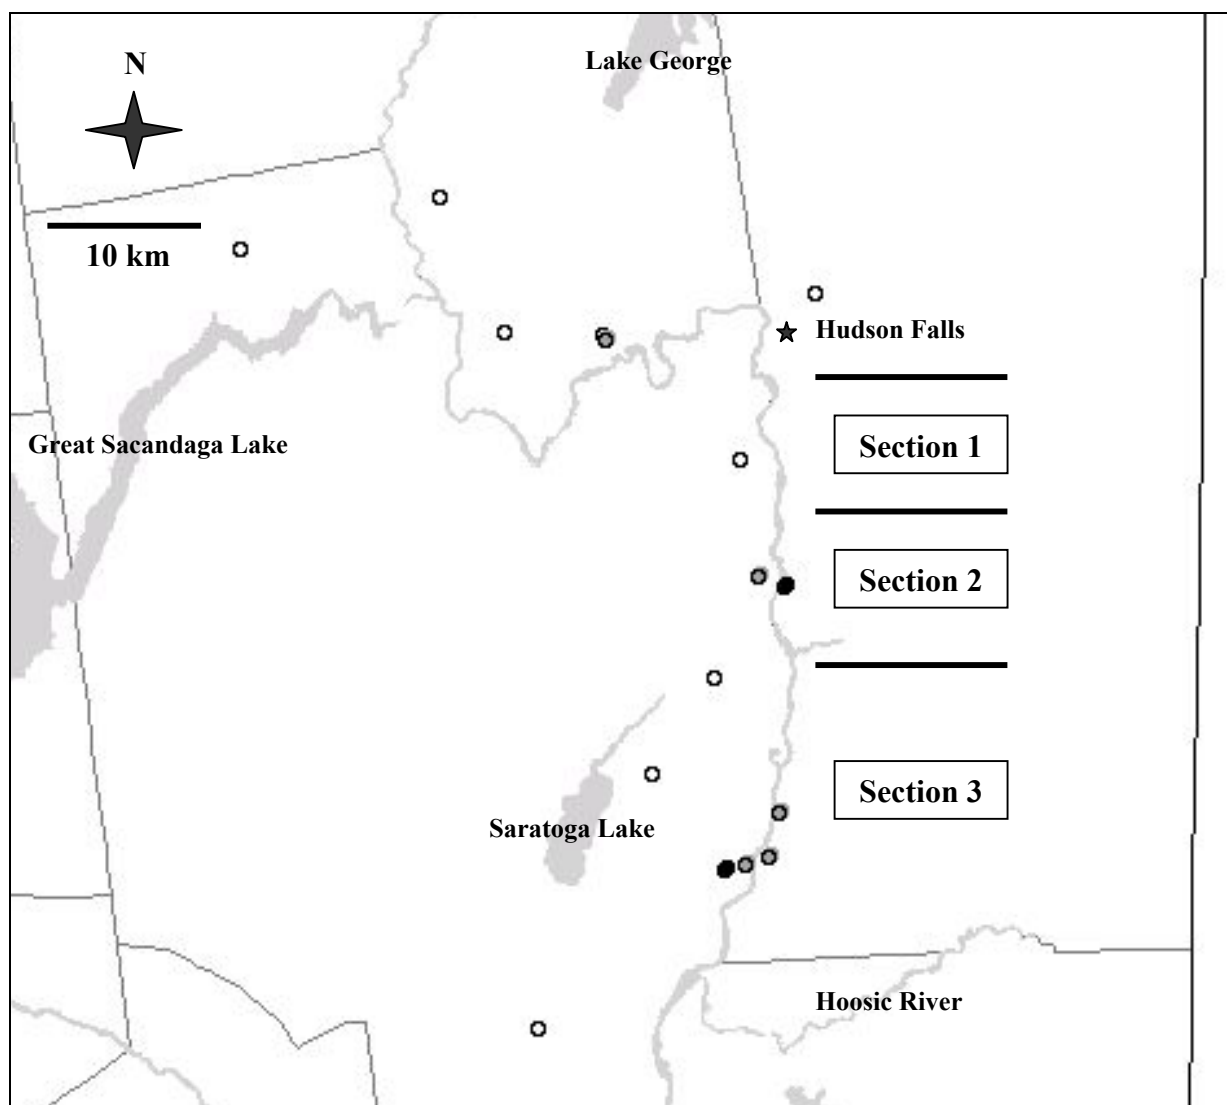 Lake George
N
10 km
Hudson Falls
Great Sacandaga Lake
Section 1
Section 2
Section 3
Saratoga Lake
Hoosic River